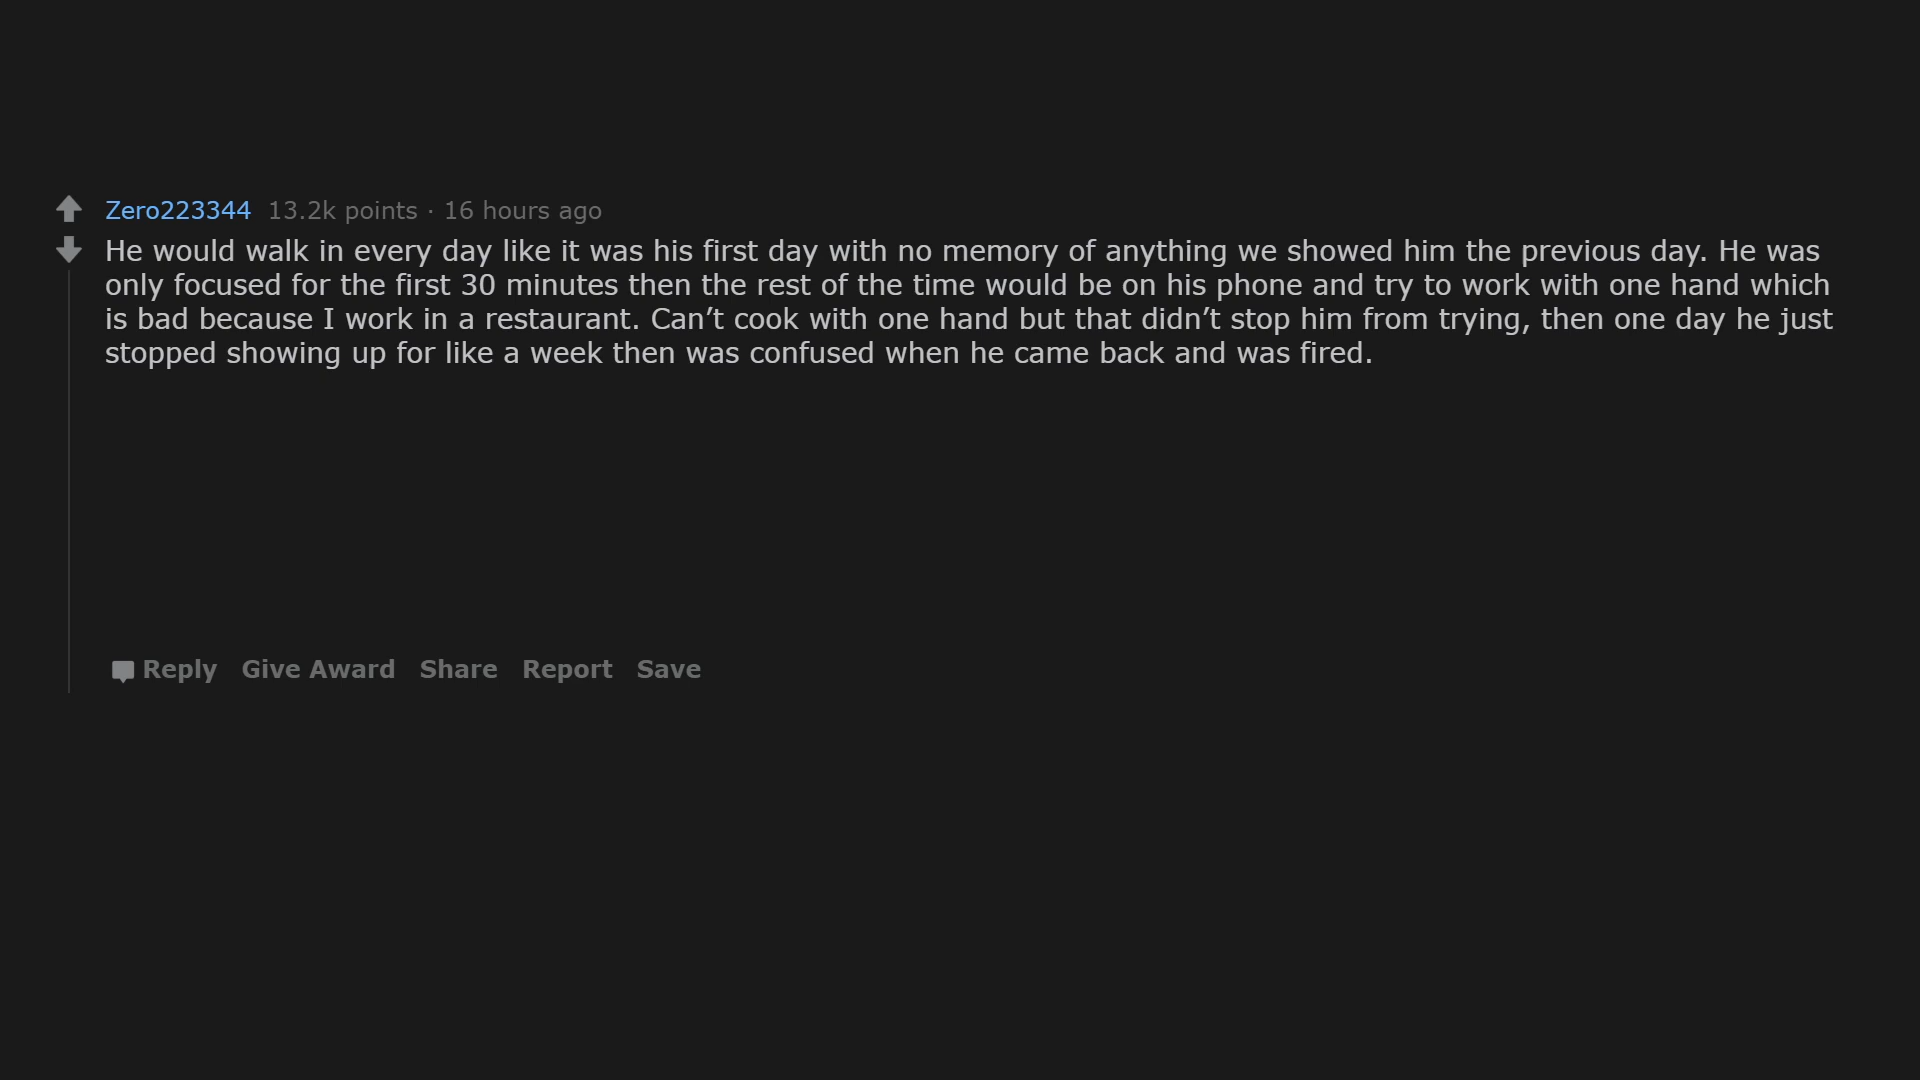 Zero223344 13.2k points · 16 hours ago
He would walk in every day like it was his first day with no memory of anything we showed him the previous day. He was
only focused for the first 30 minutes then the rest of the time would be on his phone and try to work with one hand which
is bad because I work in a restaurant. Can’t cook with one hand but that didn’t stop him from trying, then one day he just
stopped showing up for like a week then was confused when he came back and was fired.
Reply Give Award Share Report Save